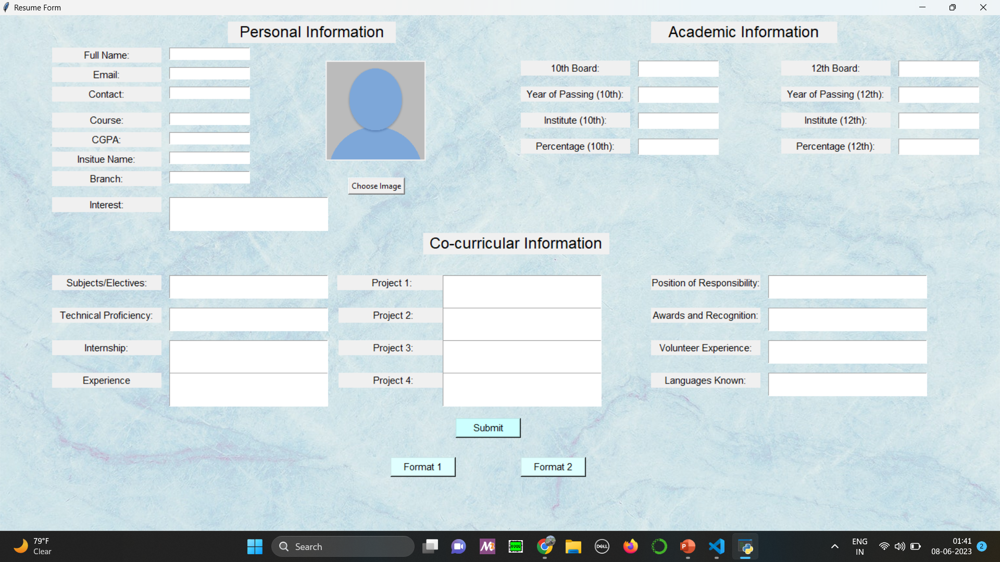 Resume Form
Personal Information
Academic Information
Full Name:
Email:
Contact:
Course:
CGPA:
Insitue Name:
Branch:
Interest:
Choose Image
10th Board:
Year of Passing (10th):
Institute (10th):
Percentage (10th):
12th Board:
Year of Passing (12th):
Institute (12th):
Percentage (12th):
Co-curricular Information
Subjects/Electives:
Technical Proficiency:
Internship:
Experience
Project 1:
Project 2:
Project 3:
Project 4:
Position of Responsibility:
Awards and Recognition:
Volunteer Experience:
Languages Known:
Submit
Format 1
Format 2
79°F
Clear
Search
DELL
ENG
IN
01:41
08-06-2023
2